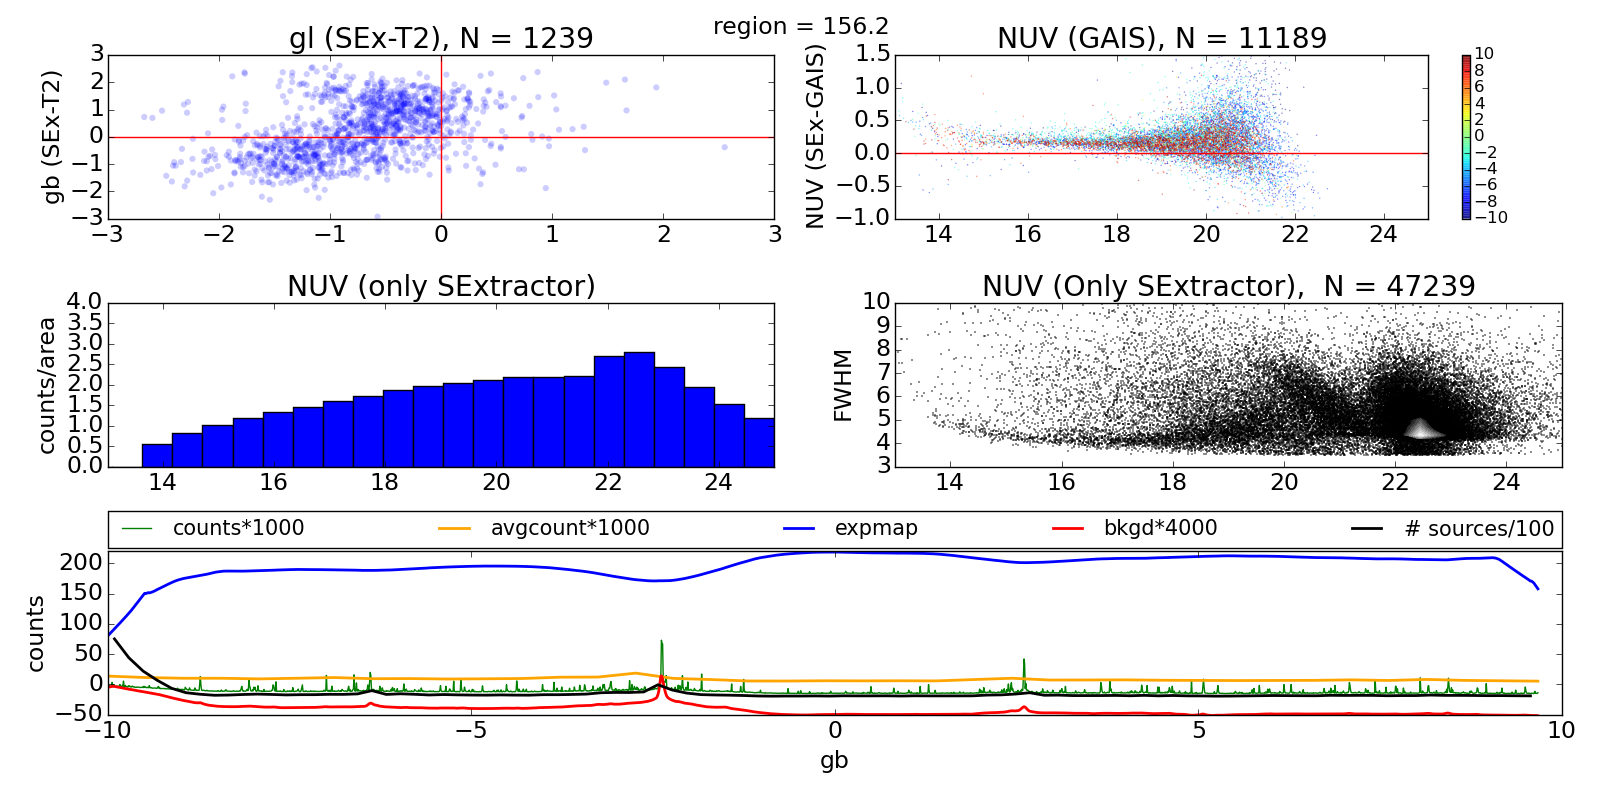 region = 156.2
gl (SEx-T2), N = 1239
gb (SEx-T2)
3
2
1
0
−1
−2
−3
−3 −2 −1 0 1 2 3
NUV (GAIS), N = 11189
NUV (SEx-GAIS)
1.5
1.0
0.5
0.0
−0.5
−1.0
14 16 18 20 22 24
10
8
6
4
2
0
−2
−4
−6
−8
−10
NUV (only SExtractor)
counts/area
4.0
3.5
3.0
2.5
2.0
1.5
1.0
0.5
0.0
14 16 18 20 22 24
NUV (Only SExtractor),  N = 47239
FWHM
10
9
8
7
6
5
4
3
14 16 18 20 22 24
counts*1000 avgcount*1000 expmap bkgd*4000 # sources/100
counts
200
150
100
50
0
−50
−10 −5 0 5 10
gb